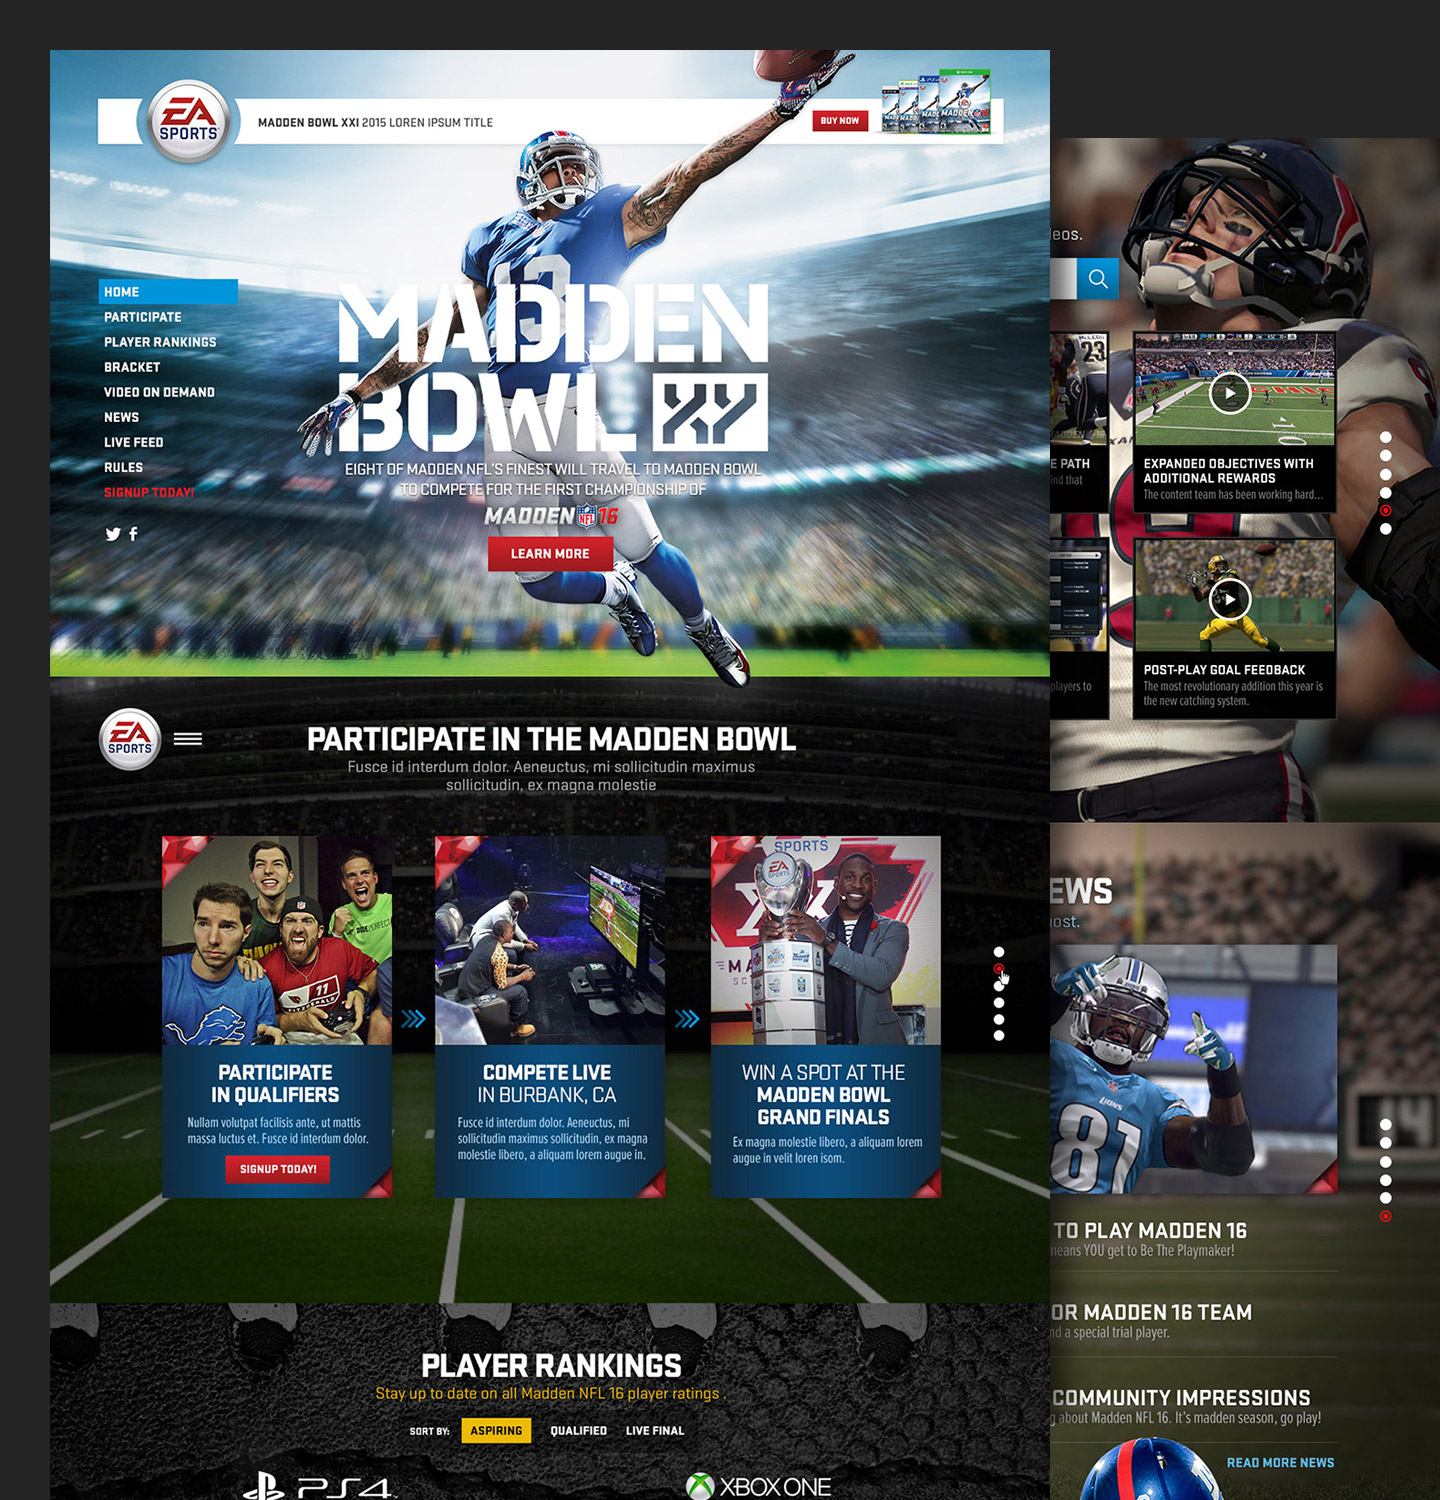 EA
SPORTS
MADDEN BOWL XXI 2015 LOREN IPSUM TITLE
BUY NOW
HOME
PARTICIPATE
PLAYER RANKINGS
BRACKET
VIDEO ON DEMAND
NEWS
LIVE FEED
RULES
SIGNUP TODAY!
13
MADDEN
BOWL XY
EIGHT OF MADDEN NFL'S FINEST WILL TRAVEL TO MADDEN BOWL
TO COMPETE FOR THE FIRST CHAMPIONSHIP OF
MADDEN NFL 16
LEARN MORE
EA
SPORTS
PARTICIPATE IN THE MADDEN BOWL
Fusce id interdum dolor. Aeneuctus, mi sollicitudin maximus
sollicitudin, ex magna molestie
11
SPORTS
EA
SPORTS
PARTICIPATE
IN QUALIFIERS
Nullam volutpat facilisis ante, ut mattis
massa luctus et. Fusce id interdum dolor.
SIGNUP TODAY!
COMPETE LIVE
IN BURBANK, CA
Fusce id interdum dolor. Aeneuctus, mi
sollicitudin maximus sollicitudin, ex magna
molestie libero, a aliquam lorem augue in.
WIN A SPOT AT THE
MADDEN BOWL
GRAND FINALS
Ex magna molestie libero, a aliquam lorem
augue in velit loren isom.
PLAYER RANKINGS
Stay up to date on all Madden NFL 16 player ratings .
SORT BY: ASPIRING QUALIFIED LIVE FINAL
PS4
XBOX ONE
deos.
23
E PATH
ind that
EXPANDED OBJECTIVES WITH
ADDITIONAL REWARDS
The content team has been working hard...
players to
POST-PLAY GOAL FEEDBACK
The most revolutionary addition this year is
the new catching system.
EWS
ost.
LIONS
81
TO PLAY MADDEN 16
means YOU get to Be The Playmaker!
OR MADDEN 16 TEAM
nd a special trial player.
COMMUNITY IMPRESSIONS
g about Madden NFL 16. It's madden season, go play!
READ MORE NEWS